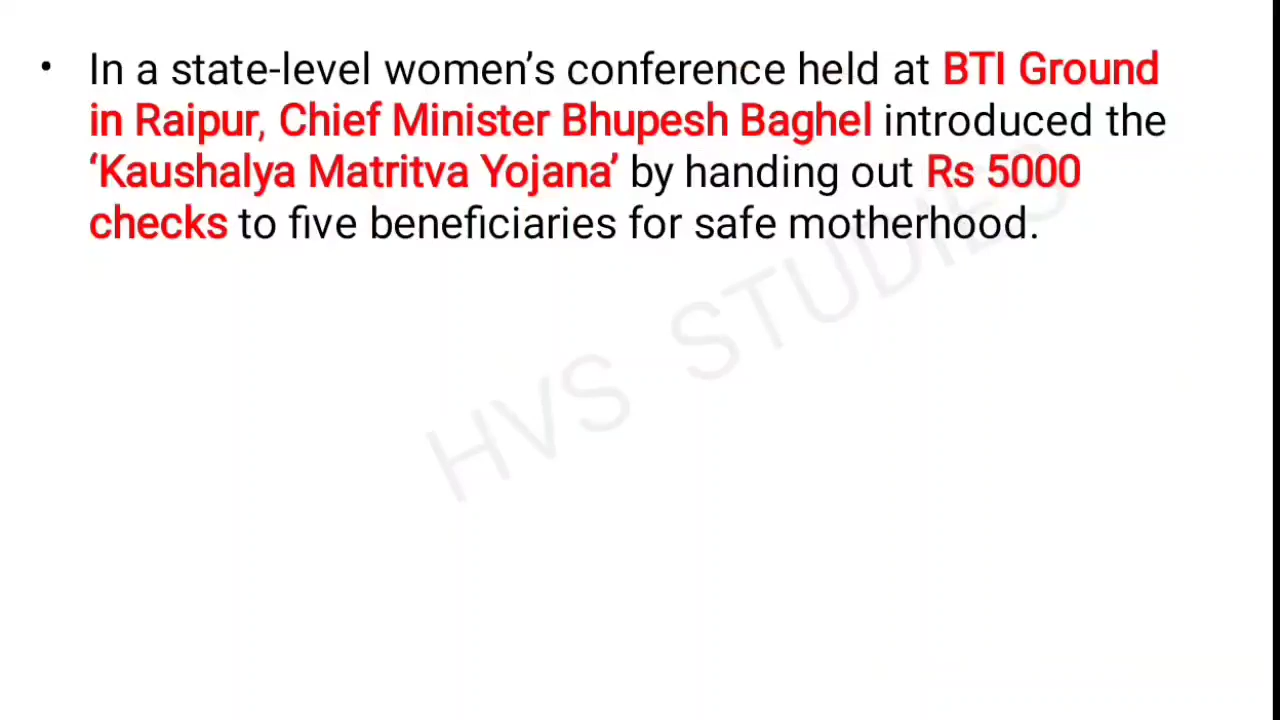 • In a state-level women’s conference held at BTI Ground
in Raipur, Chief Minister Bhupesh Baghel introduced the
‘Kaushalya Matritva Yojana’ by handing out Rs 5000
checks to five beneficiaries for safe motherhood.
HVS STUDIES